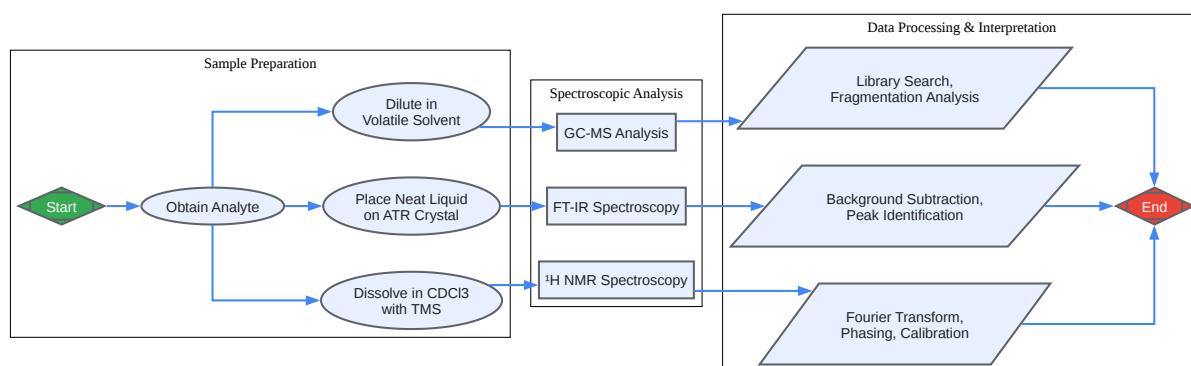 Data Processing & Interpretation
Sample Preparation
Spectroscopic Analysis
Start
Obtain Analyte
Dilute in
Volatile Solvent
Place Neat Liquid
on ATR Crystal
Dissolve in CDCl3
with TMS
GC-MS Analysis
FT-IR Spectroscopy
¹H NMR Spectroscopy
Library Search,
Fragmentation Analysis
Background Subtraction,
Peak Identification
Fourier Transform,
Phasing, Calibration
End